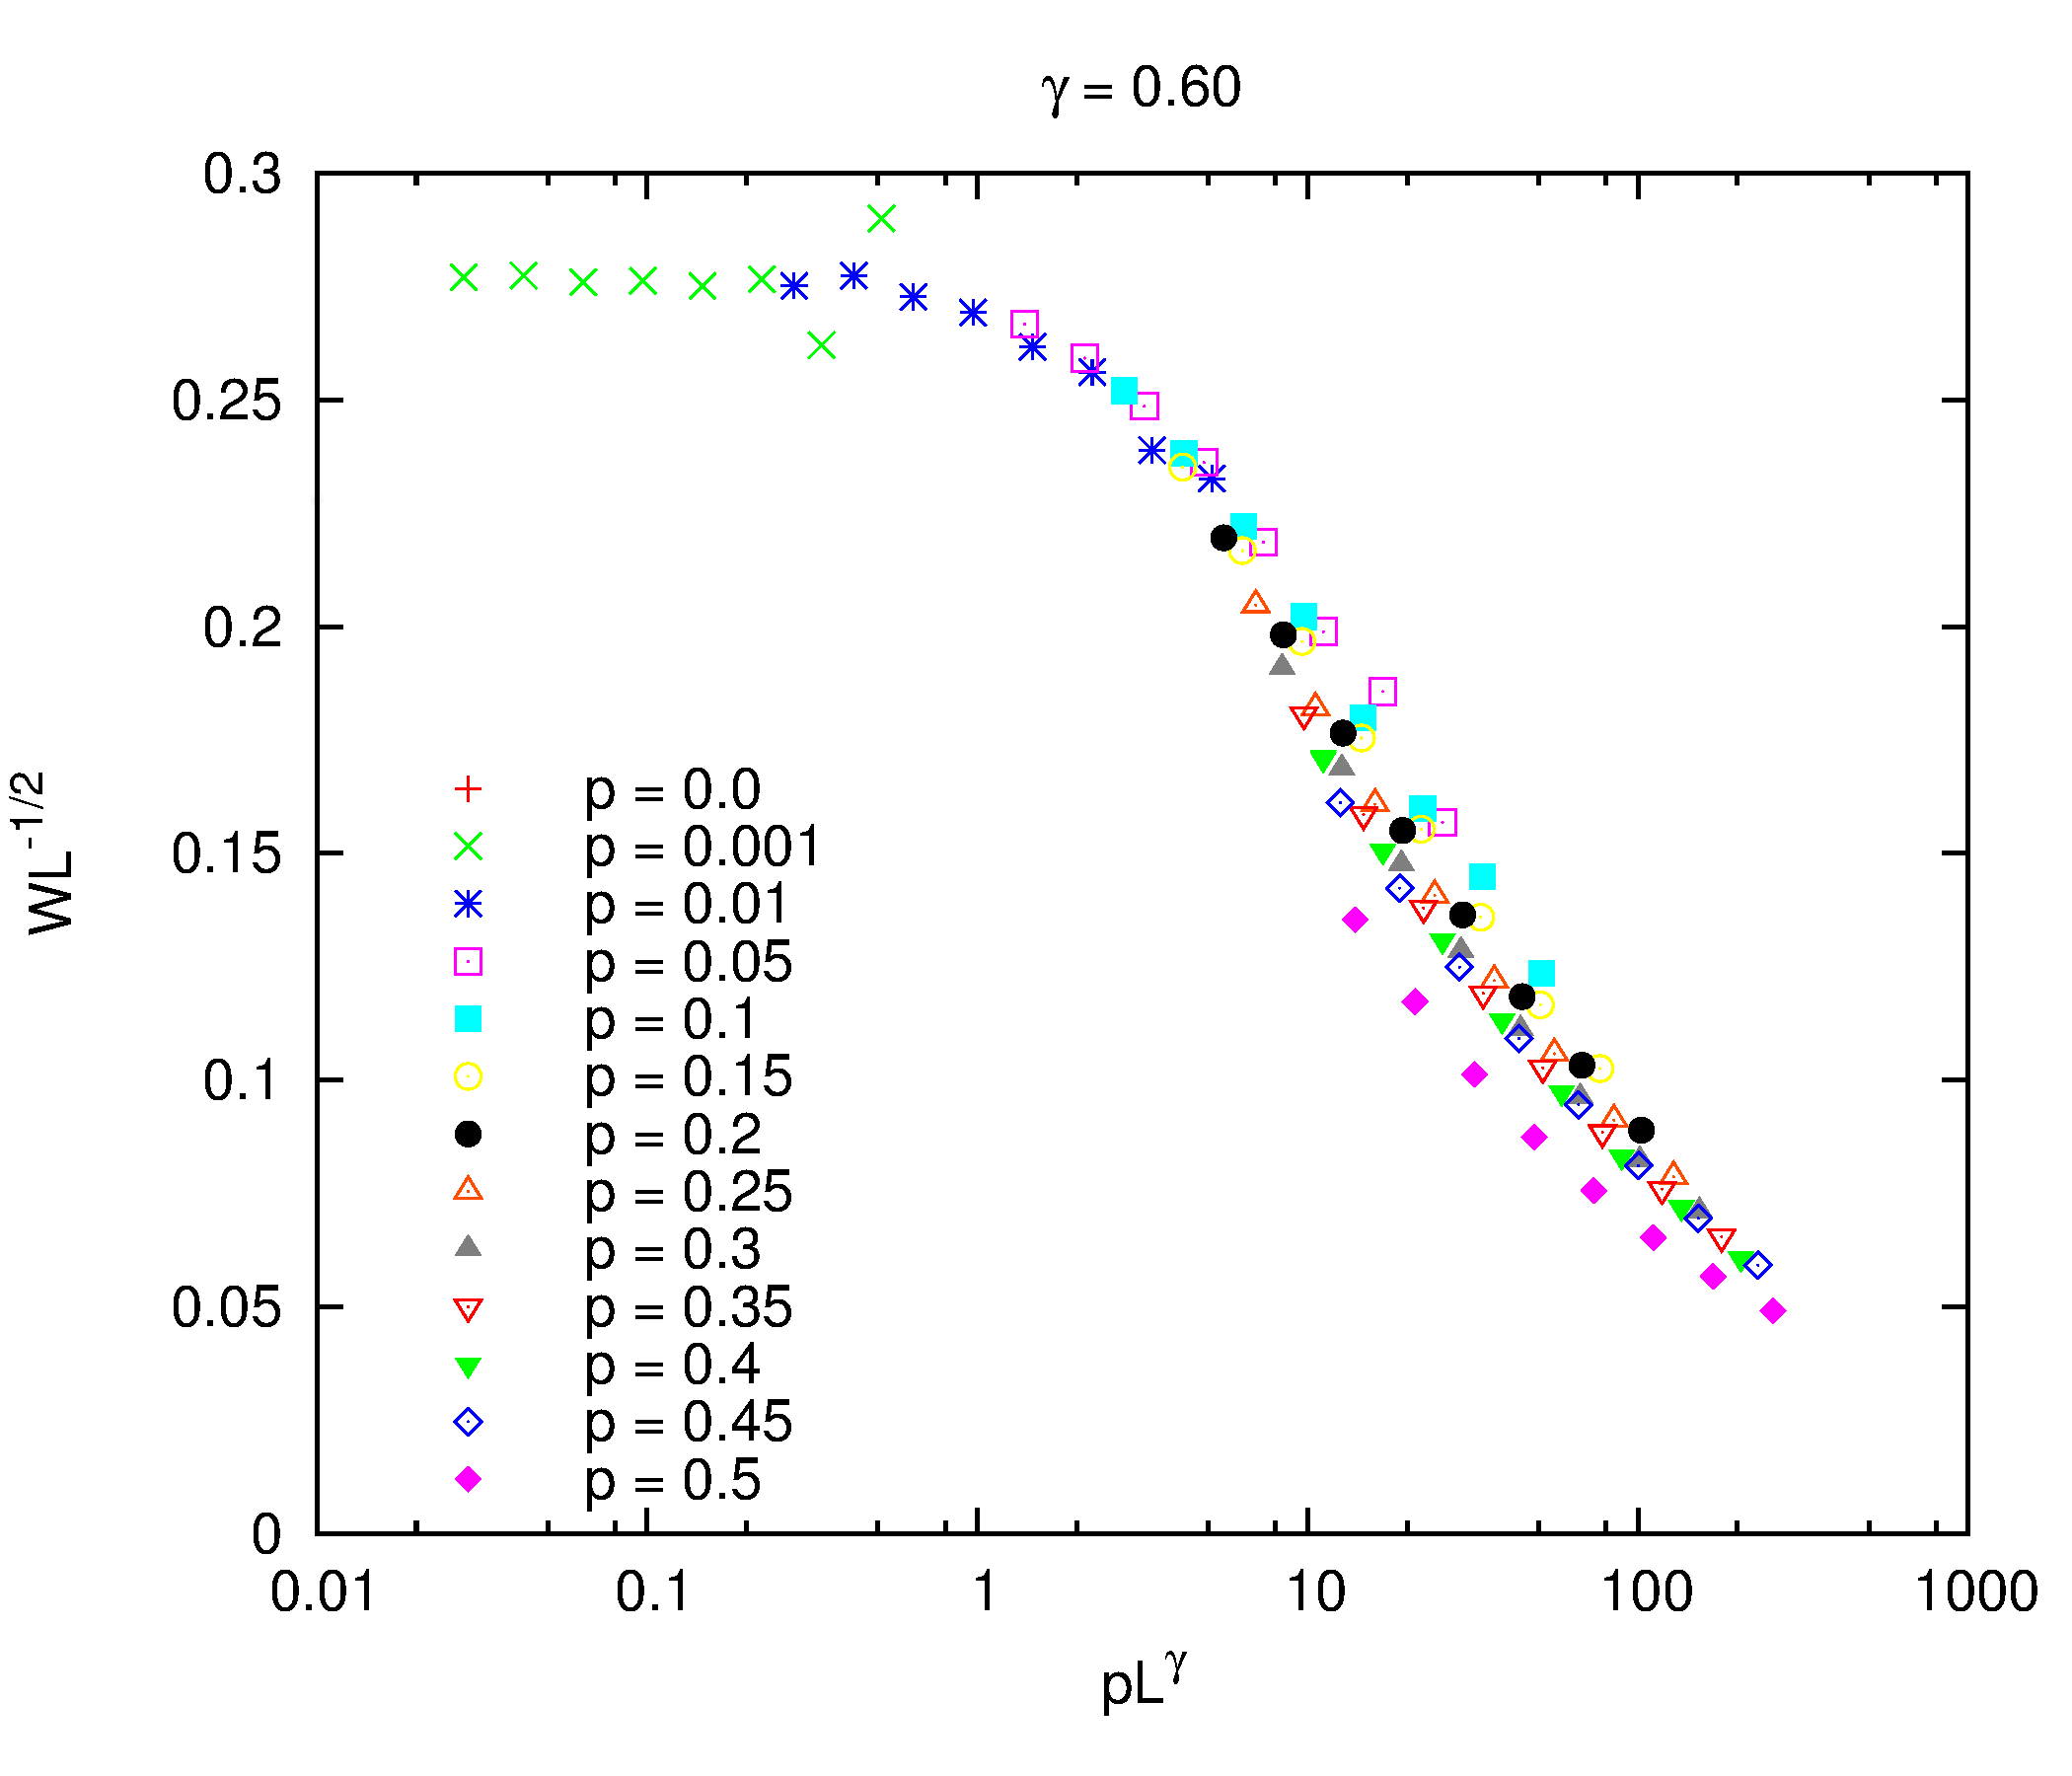 γ = 0.60
0.3
0.25
0.2
0.15
0.1
0.05
0
WL^-1/2
p = 0.0
p = 0.001
p = 0.01
p = 0.05
p = 0.1
p = 0.15
p = 0.2
p = 0.25
p = 0.3
p = 0.35
p = 0.4
p = 0.45
p = 0.5
0.01 0.1 1 10 100 1000
pL^γ